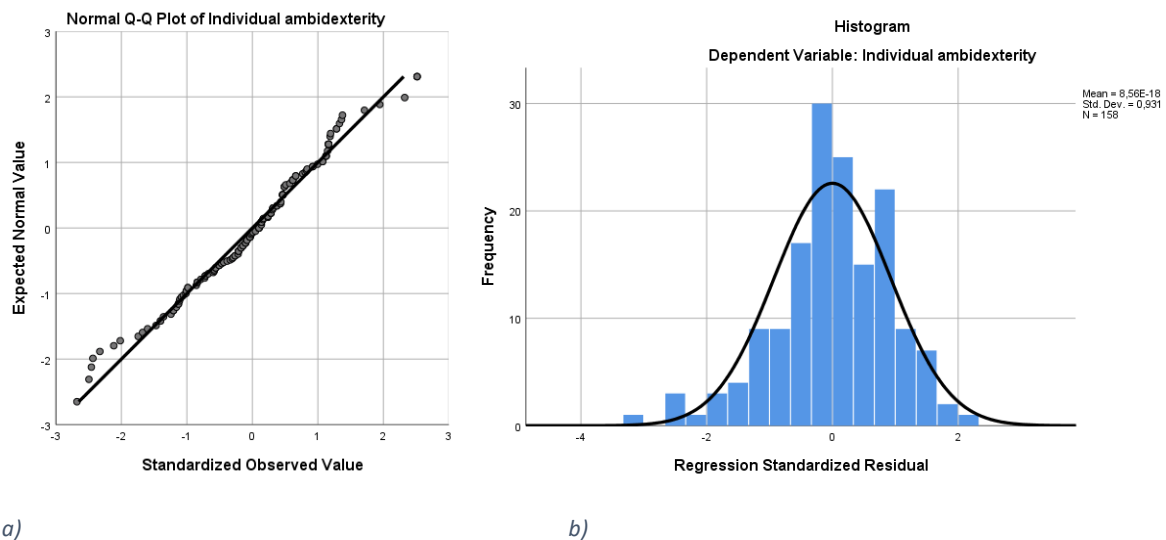 Normal Q-Q Plot of Individual ambidexterity
3
2
1
0
-1
-2
-3
-3
-2
-1
0
1
2
3
Expected Normal Value
Standardized Observed Value
a)
Histogram
Dependent Variable: Individual ambidexterity
Mean = 8,56E-18
Std. Dev. = 0,931
N = 158
30
20
10
0
-4
-2
0
2
Frequency
Regression Standardized Residual
b)